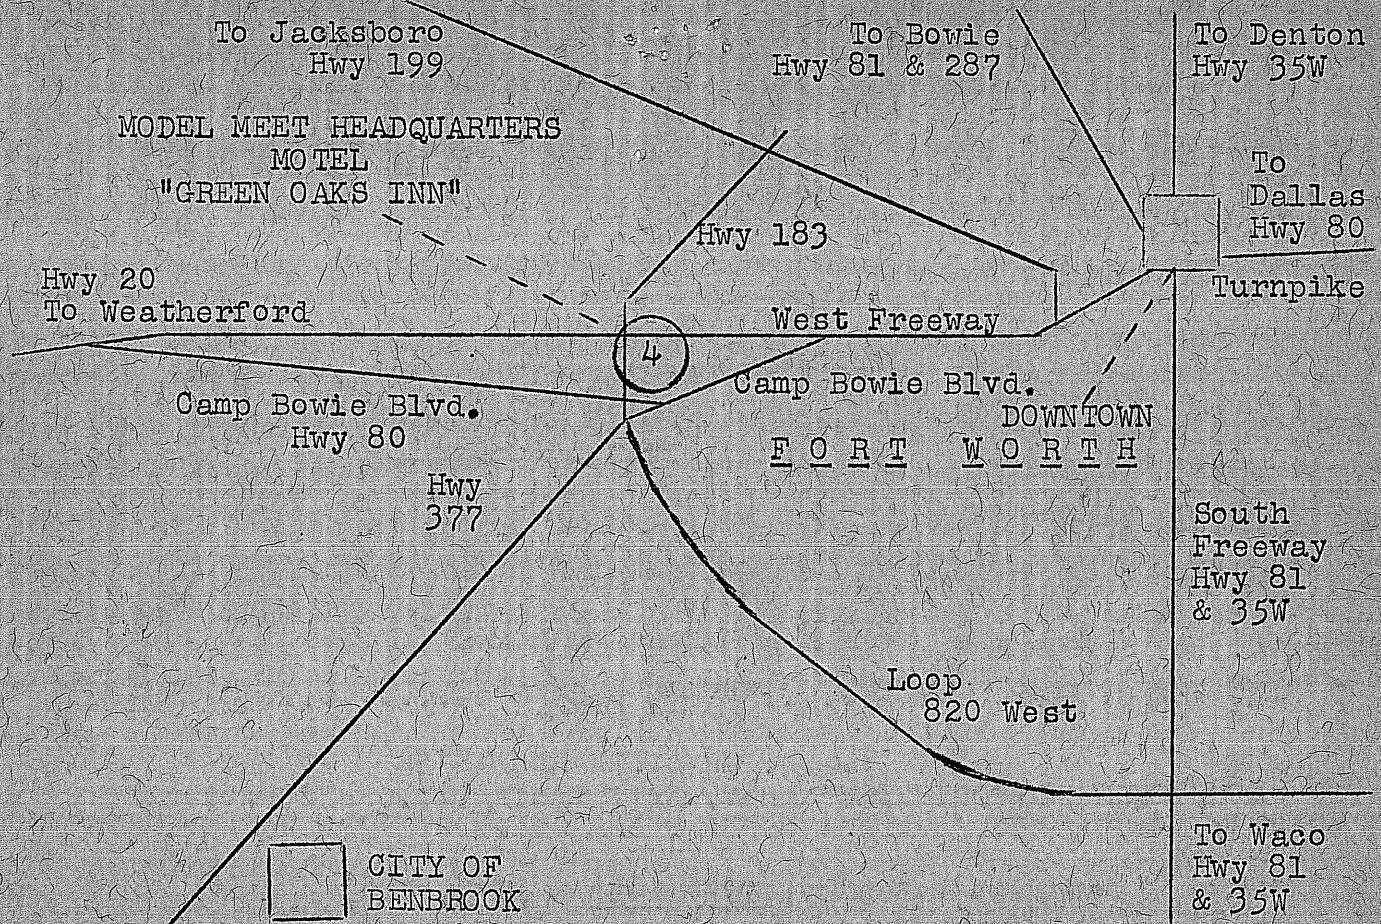 To Jacksboro
Hwy 199
To Bowie
Hwy 81 & 287
To Denton
Hwy 35W
MODEL MEET HEADQUARTERS
MOTEL
"GREEN OAKS INN"
To
Dallas
Hwy 80
Hwy 183
Hwy 20
To Weatherford
Turnpike
West Freeway
4
Camp Bowie Blvd.
Camp Bowie Blvd.
Hwy 80
DOWNTOWN
FORT WORTH
Hwy
377
South
Freeway
Hwy 81
& 35W
Loop
820 West
To Waco
Hwy 81
& 35W
CITY OF
BENBROOK